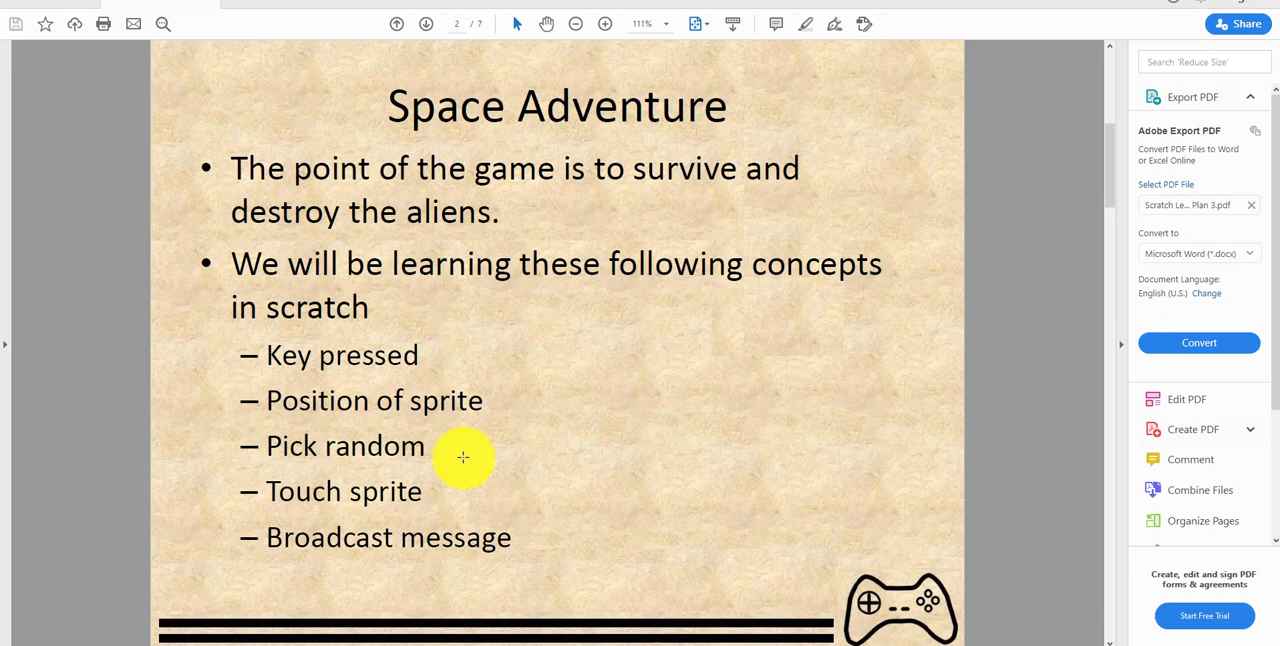 2 / 7
111%
Share
Space Adventure
• The point of the game is to survive and
destroy the aliens.
• We will be learning these following concepts
in scratch
– Key pressed
– Position of sprite
– Pick random
– Touch sprite
– Broadcast message
Search 'Reduce Size'
Export PDF
Adobe Export PDF
Convert PDF Files to Word
or Excel Online
Select PDF File
Scratch Le... Plan 3.pdf
Convert to
Microsoft Word (*.docx)
Document Language:
English (U.S.) Change
Convert
Edit PDF
Create PDF
Comment
Combine Files
Organize Pages
Create, edit and sign PDF
forms & agreements
Start Free Trial